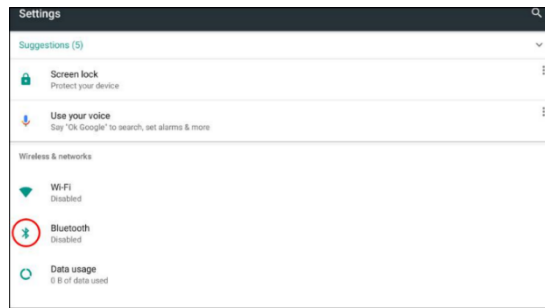 Settings
Suggestions (5)
Screen lock
Protect your device
Use your voice
Say "Ok Google" to search, set alarms & more
Wireless & networks
Wi-Fi
Disabled
Bluetooth
Disabled
Data usage
0 B of data used